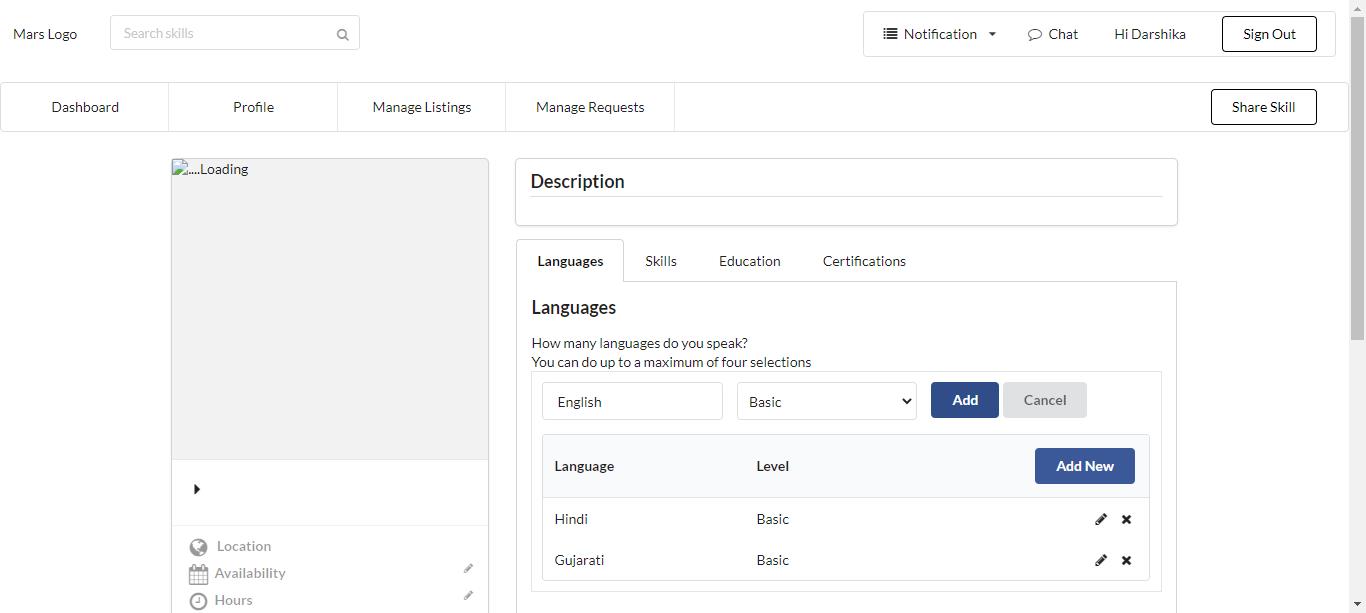 Mars Logo
Search skills
Notification
Chat
Hi Darshika
Sign Out
Dashboard
Profile
Manage Listings
Manage Requests
Share Skill
....Loading
Location
Availability
Hours
Description
Languages
Skills
Education
Certifications
Languages
How many languages do you speak?
You can do up to a maximum of four selections
English
Basic
Add
Cancel
Language
Level
Add New
Hindi
Basic
Gujarati
Basic